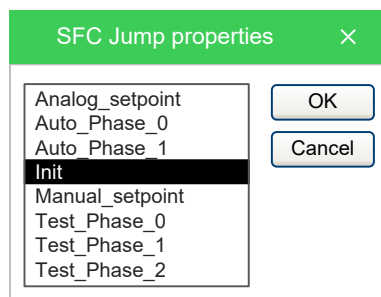 SFC Jump properties
Analog_setpoint
Auto_Phase_0
Auto_Phase_1
Init
Manual_setpoint
Test_Phase_0
Test_Phase_1
Test_Phase_2
OK
Cancel